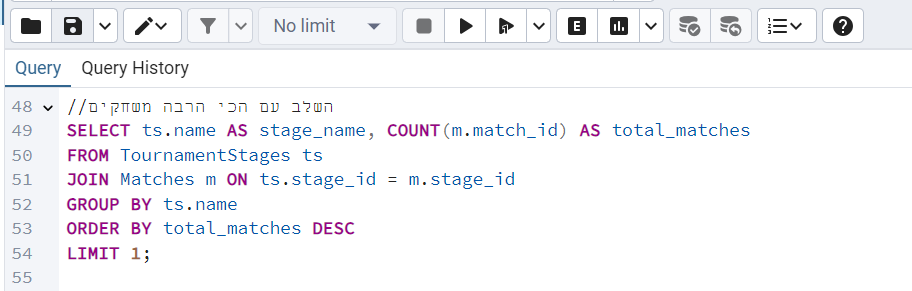 No limit
E
Query Query History
48 //השלב עם הכי הרבה משחקים
49 SELECT ts.name AS stage_name, COUNT(m.match_id) AS total_matches
50 FROM TournamentStages ts
51 JOIN Matches m ON ts.stage_id = m.stage_id
52 GROUP BY ts.name
53 ORDER BY total_matches DESC
54 LIMIT 1;
55